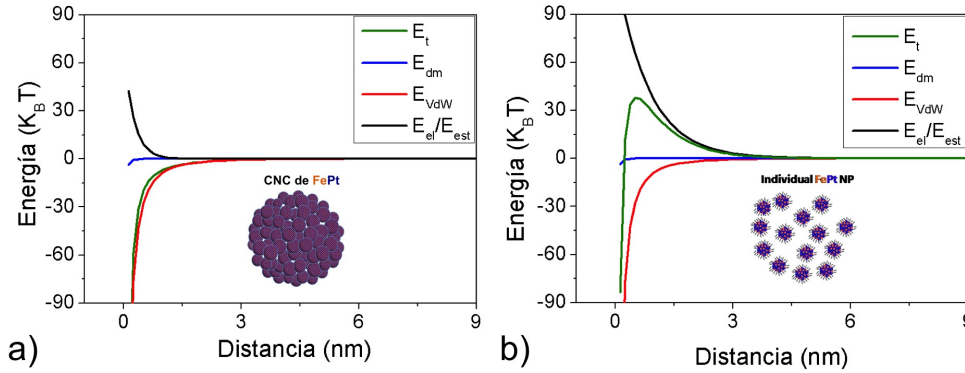 a)
Energía (K_B T)
90
60
30
0
-30
-60
-90
E_t
E_dm
E_VdW
E_el/E_est
CNC de FePt
0
3
6
9
Distancia (nm)
b)
Energía (K_B T)
90
60
30
0
-30
-60
-90
E_t
E_dm
E_VdW
E_el/E_est
Individual FePt NP
0
3
6
9
Distancia (nm)